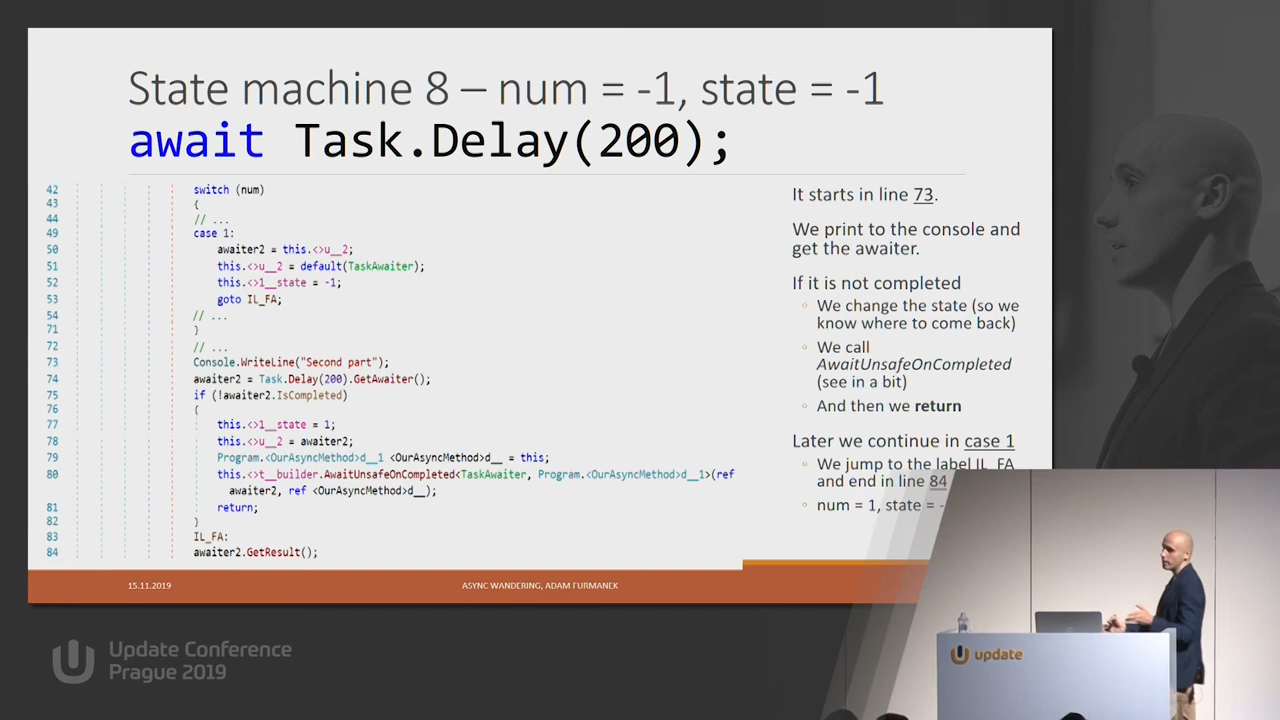 State machine 8 – num = -1, state = -1
await Task.Delay(200);
42 switch (num)
43 {
44 // ...
49 case 1:
50 awaiter2 = this.<>u__2;
51 this.<>u__2 = default(TaskAwaiter);
52 this.<>1__state = -1;
53 goto IL_FA;
54 // ...
71 }
72 // ...
73 Console.WriteLine("Second part");
74 awaiter2 = Task.Delay(200).GetAwaiter();
75 if (!awaiter2.IsCompleted)
76 {
77 this.<>1__state = 1;
78 this.<>u__2 = awaiter2;
79 Program.<OurAsyncMethod>d__1 <OurAsyncMethod>d__ = this;
80 this.<>t__builder.AwaitUnsafeOnCompleted<TaskAwaiter, Program.<OurAsyncMethod>d__1>(ref
awaiter2, ref <OurAsyncMethod>d__);
81 return;
82 }
83 IL_FA:
84 awaiter2.GetResult();
It starts in line 73.
We print to the console and
get the awaiter.
If it is not completed
◦ We change the state (so we
know where to come back)
◦ We call
AwaitUnsafeOnCompleted
(see in a bit)
◦ And then we return
Later we continue in case 1
◦ We jump to the label IL_FA
and end in line 84
◦ num = 1, state = -
15.11.2019
ASYNC WANDERING, ADAM FURMANEK
Update Conference
Prague 2019
update